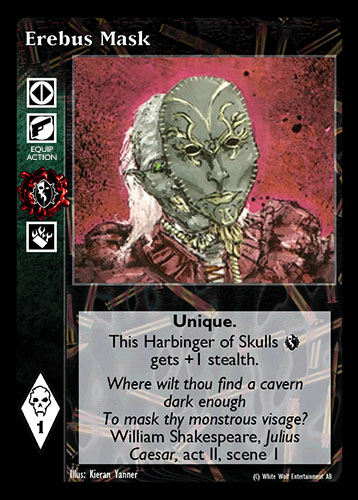 Erebus Mask
EQUIP
ACTION
Unique.
This Harbinger of Skulls
gets +1 stealth.
Where wilt thou find a cavern
dark enough
To mask thy monstrous visage?
William Shakespeare, Julius
Caesar, act II, scene 1
1
Illus: Kieran Yanner
(C) White Wolf Entertainment AB